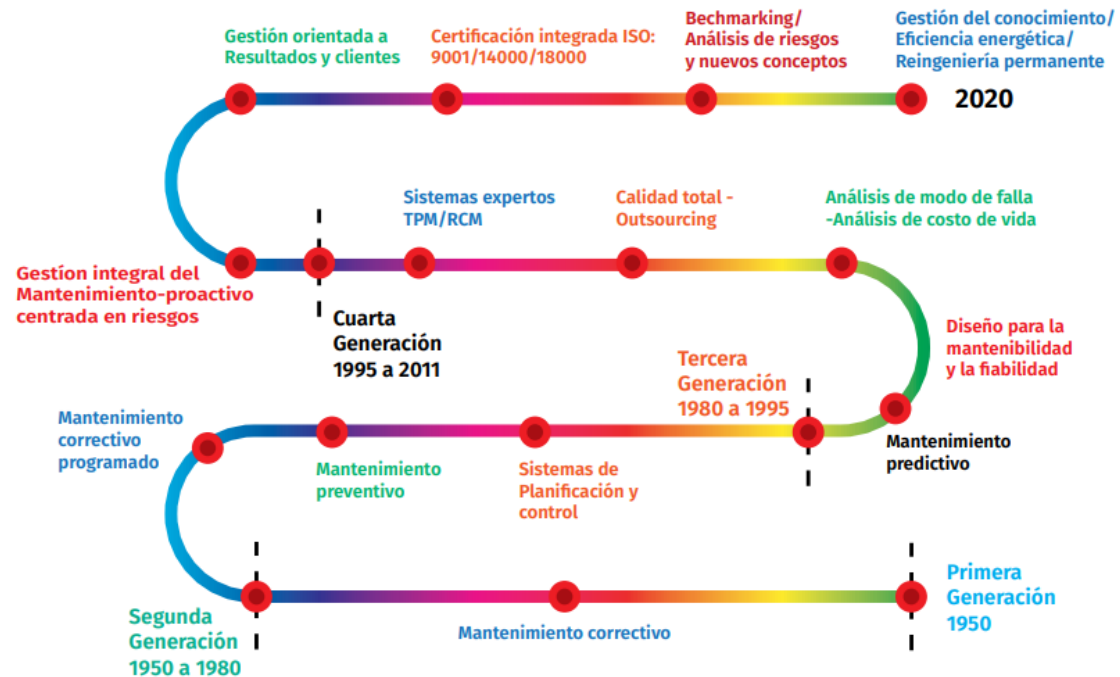 Gestión orientada a
Resultados y clientes
Certificación integrada ISO:
9001/14000/18000
Bechmarking/
Análisis de riesgos
y nuevos conceptos
Gestión del conocimiento/
Eficiencia energética/
Reingeniería permanente
2020
Sistemas expertos
TPM/RCM
Calidad total -
Outsourcing
Análisis de modo de falla
-Análisis de costo de vida
Gestíon integral del
Mantenimiento-proactivo
centrada en riesgos
Cuarta
Generación
1995 a 2011
Diseño para la
mantenibilidad
y la fiabilidad
Tercera
Generación
1980 a 1995
Mantenimiento
correctivo
programado
Mantenimiento
preventivo
Sistemas de
Planificación y
control
Mantenimiento
predictivo
Segunda
Generación
1950 a 1980
Mantenimiento correctivo
Primera
Generación
1950